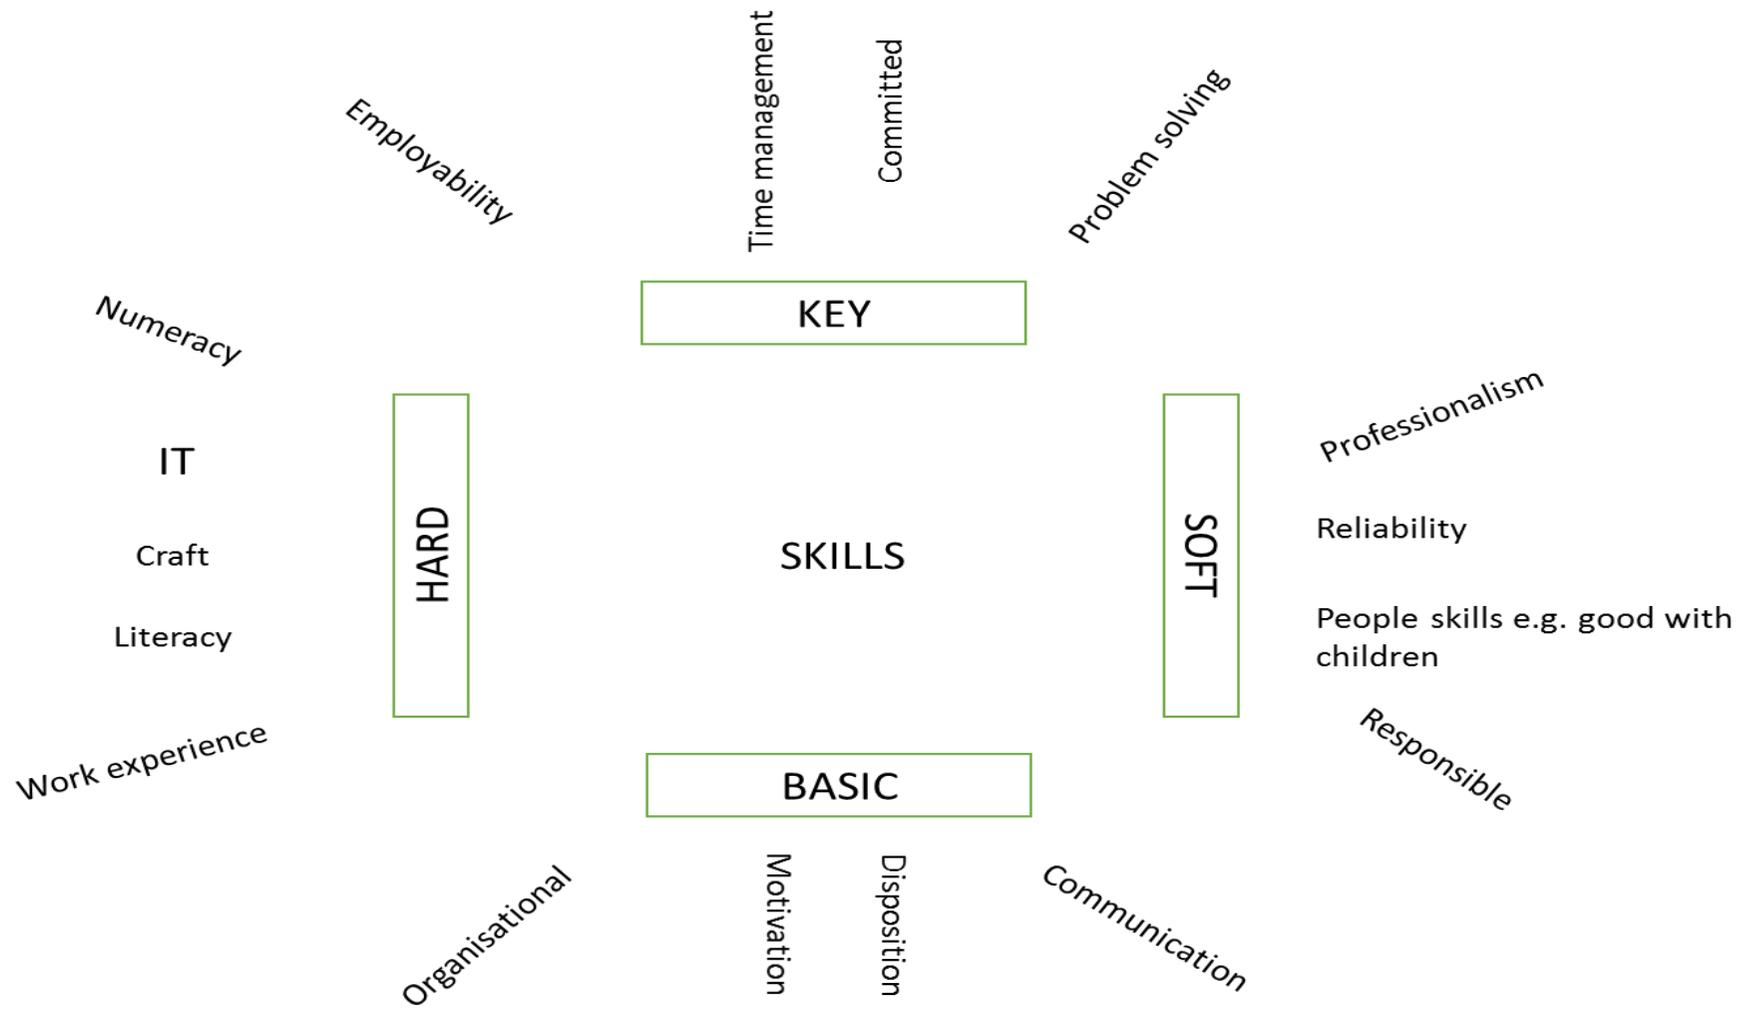 Time management
Committed
Problem solving
Employability
KEY
Numeracy
Professionalism
IT
HARD
SKILLS
SOFT
Reliability
Craft
Literacy
People skills e.g. good with
children
Work experience
Responsible
BASIC
Organisational
Motivation
Disposition
Communication